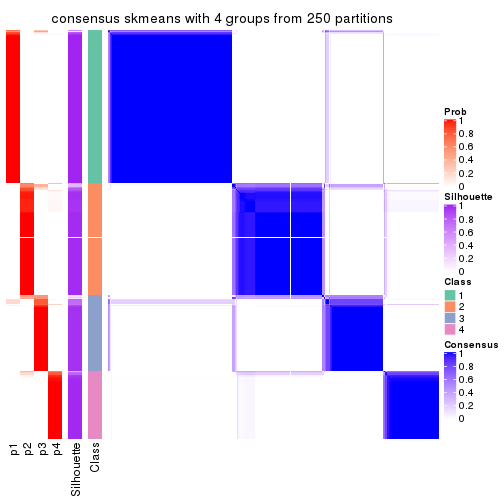 consensus skmeans with 4 groups from 250 partitions
Prob
1
0.8
0.6
0.4
0.2
0
Silhouette
1
0.8
0.6
0.4
0.2
0
Class
1
2
3
4
Consensus
1
0.8
0.6
0.4
0.2
0
p1
p2
p3
p4
Silhouette
Class